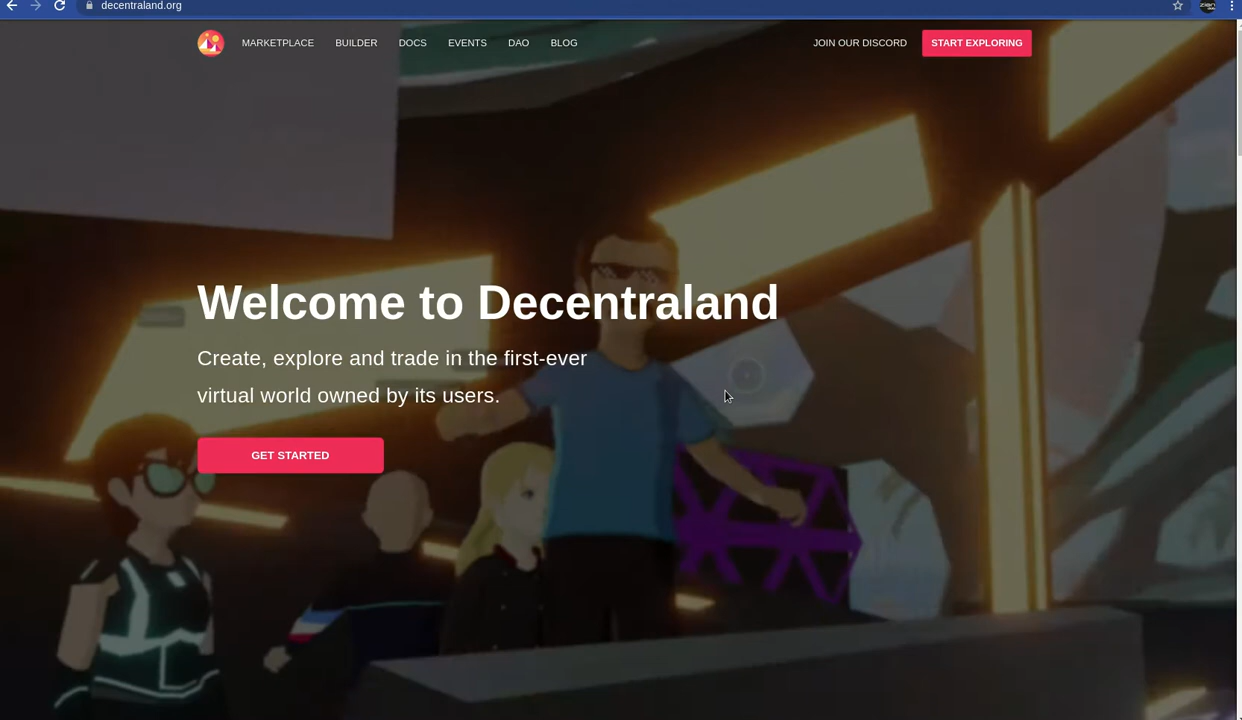 decentraland.org
MARKETPLACE BUILDER DOCS EVENTS DAO BLOG JOIN OUR DISCORD START EXPLORING
Welcome to Decentraland
Create, explore and trade in the first-ever
virtual world owned by its users.
GET STARTED